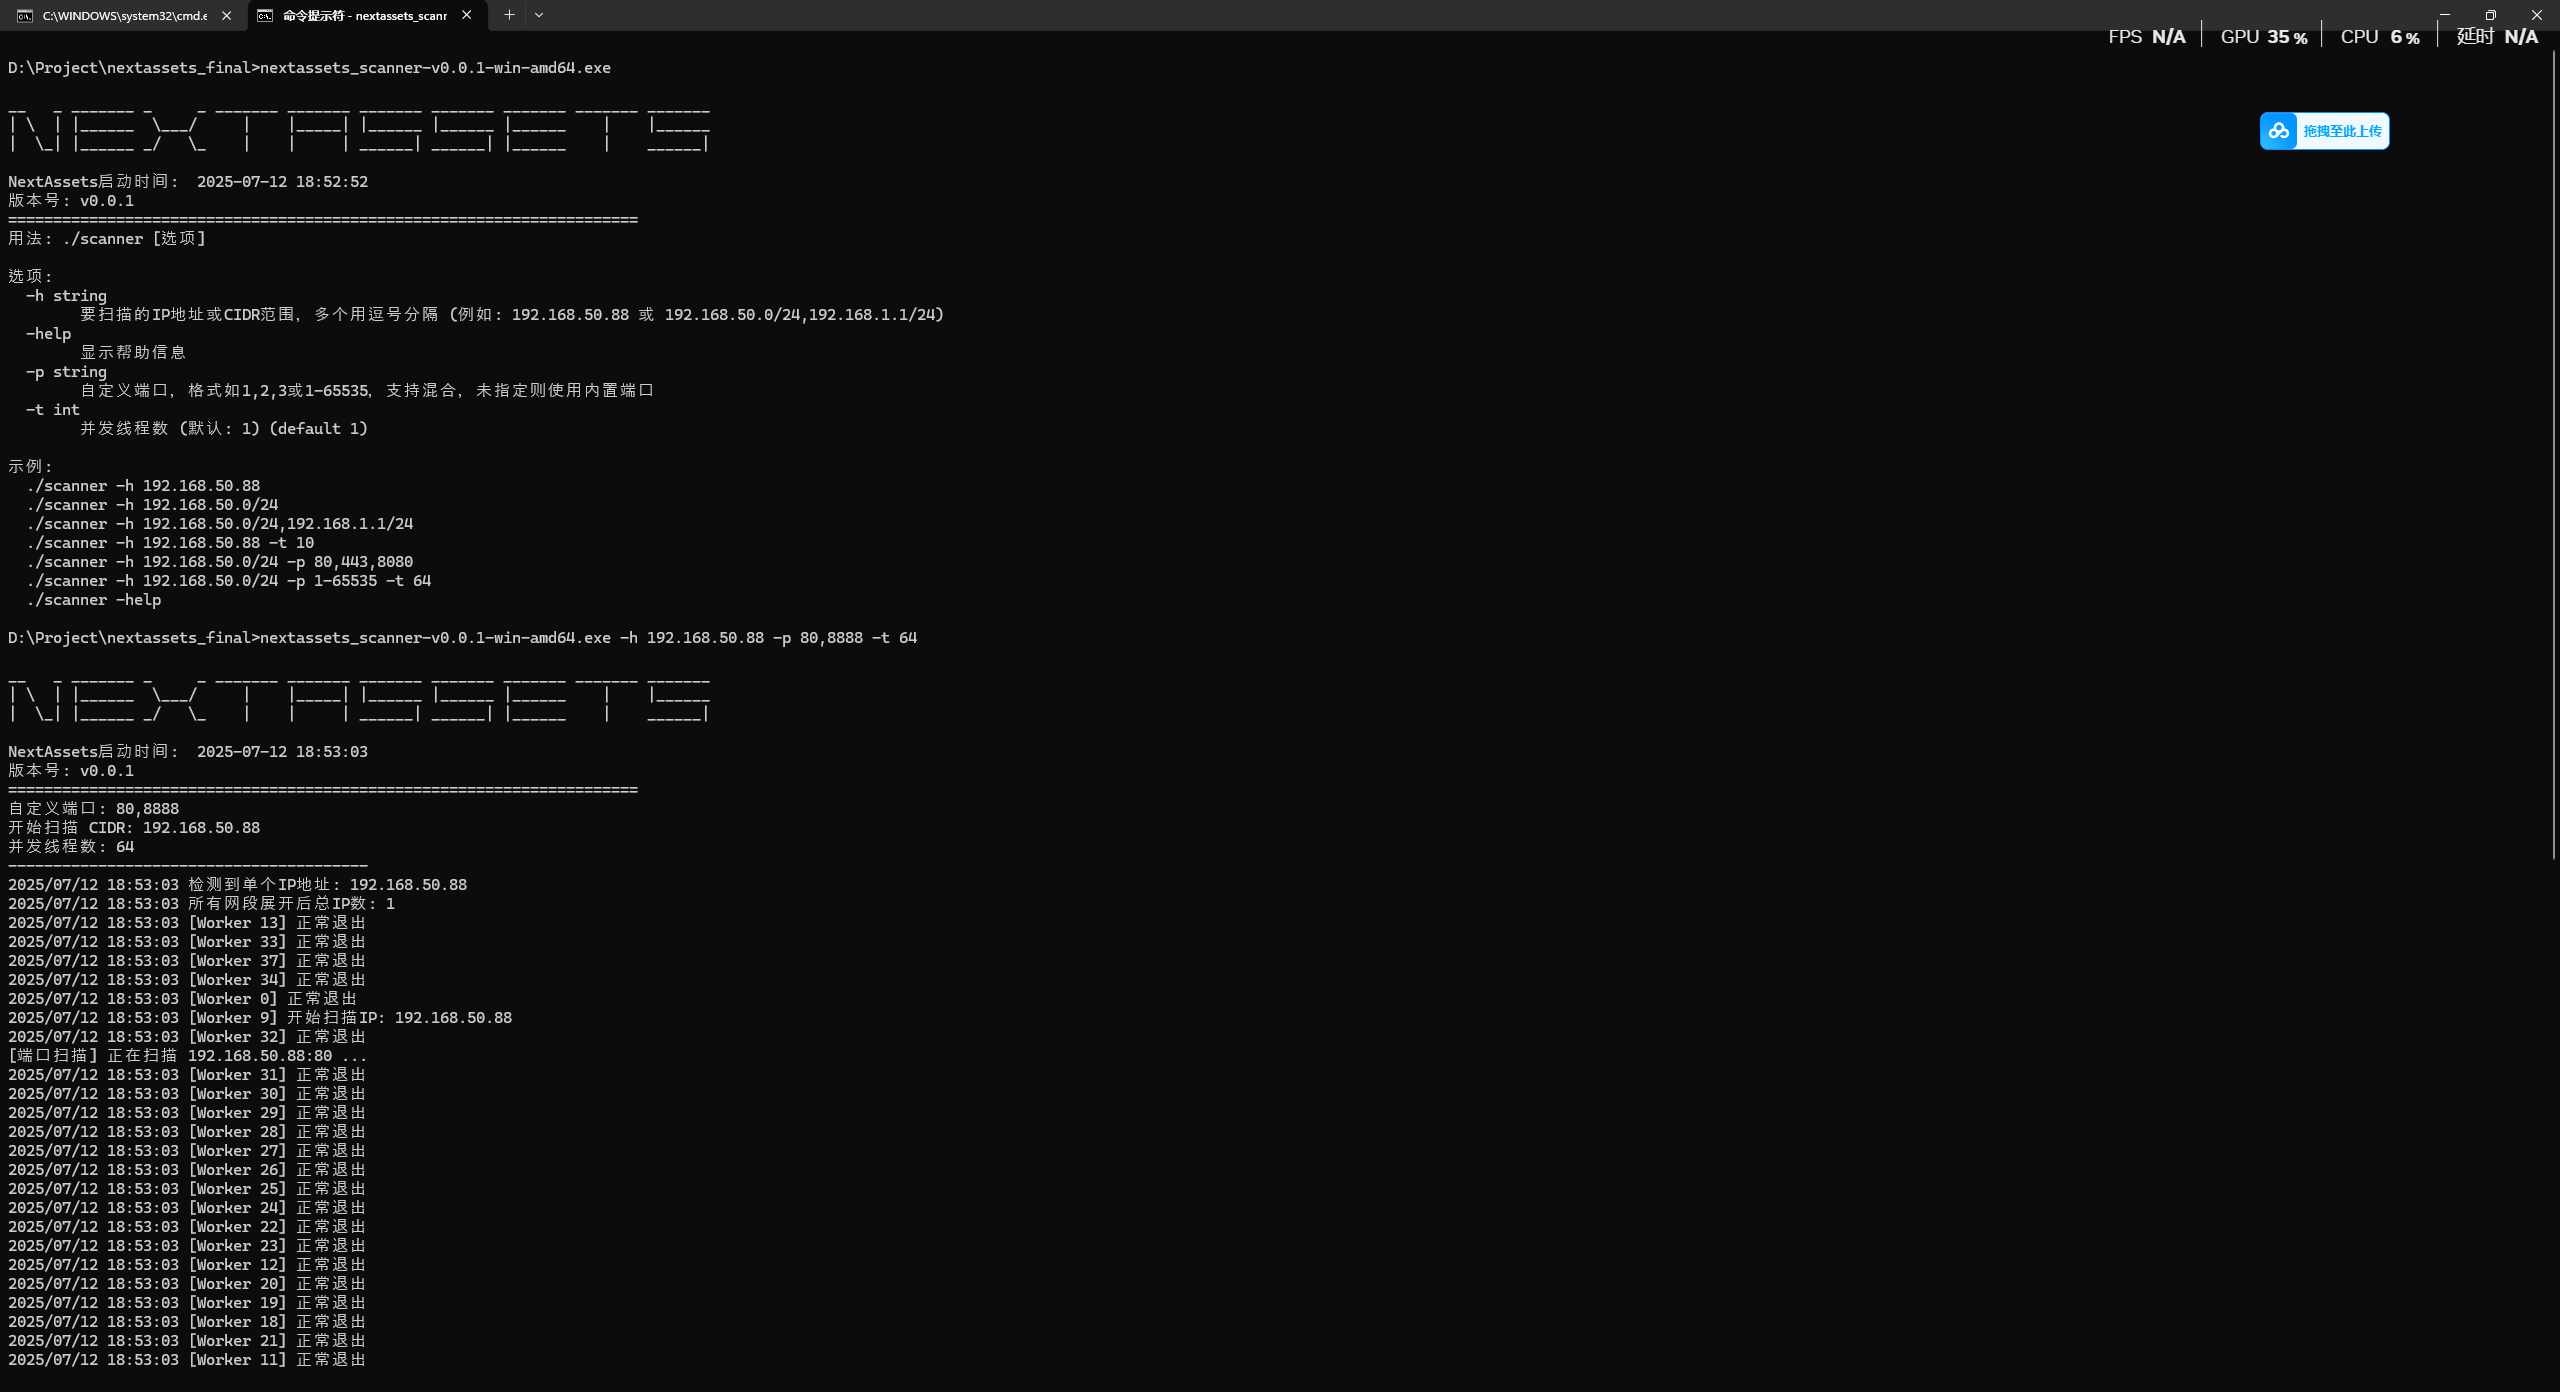 C:\WINDOWS\system32\cmd.e
命令提示符 - nextassets_scanr
FPS N/A GPU 35 % CPU 6 % 延时 N/A
D:\Project\nextassets_final>nextassets_scanner-v0.0.1-win-amd64.exe
NEXTASSETS
拖拽至此上传
NextAssets启动时间:  2025-07-12 18:52:52
版本号: v0.0.1
======================================================================
用法: ./scanner [选项]
选项:
-h string
要扫描的IP地址或CIDR范围, 多个用逗号分隔 (例如: 192.168.50.88 或 192.168.50.0/24,192.168.1.1/24)
-help
显示帮助信息
-p string
自定义端口, 格式如1,2,3或1-65535, 支持混合, 未指定则使用内置端口
-t int
并发线程数 (默认: 1) (default 1)
示例:
./scanner -h 192.168.50.88
./scanner -h 192.168.50.0/24
./scanner -h 192.168.50.0/24,192.168.1.1/24
./scanner -h 192.168.50.88 -t 10
./scanner -h 192.168.50.0/24 -p 80,443,8080
./scanner -h 192.168.50.0/24 -p 1-65535 -t 64
./scanner -help
D:\Project\nextassets_final>nextassets_scanner-v0.0.1-win-amd64.exe -h 192.168.50.88 -p 80,8888 -t 64
NEXTASSETS
NextAssets启动时间:  2025-07-12 18:53:03
版本号: v0.0.1
======================================================================
自定义端口: 80,8888
开始扫描 CIDR: 192.168.50.88
并发线程数: 64
----------------------------------------
2025/07/12 18:53:03 检测到单个IP地址: 192.168.50.88
2025/07/12 18:53:03 所有网段展开后总IP数: 1
2025/07/12 18:53:03 [Worker 13] 正常退出
2025/07/12 18:53:03 [Worker 33] 正常退出
2025/07/12 18:53:03 [Worker 37] 正常退出
2025/07/12 18:53:03 [Worker 34] 正常退出
2025/07/12 18:53:03 [Worker 0] 正常退出
2025/07/12 18:53:03 [Worker 9] 开始扫描IP: 192.168.50.88
2025/07/12 18:53:03 [Worker 32] 正常退出
[端口扫描] 正在扫描 192.168.50.88:80 ...
2025/07/12 18:53:03 [Worker 31] 正常退出
2025/07/12 18:53:03 [Worker 30] 正常退出
2025/07/12 18:53:03 [Worker 29] 正常退出
2025/07/12 18:53:03 [Worker 28] 正常退出
2025/07/12 18:53:03 [Worker 27] 正常退出
2025/07/12 18:53:03 [Worker 26] 正常退出
2025/07/12 18:53:03 [Worker 25] 正常退出
2025/07/12 18:53:03 [Worker 24] 正常退出
2025/07/12 18:53:03 [Worker 22] 正常退出
2025/07/12 18:53:03 [Worker 23] 正常退出
2025/07/12 18:53:03 [Worker 12] 正常退出
2025/07/12 18:53:03 [Worker 20] 正常退出
2025/07/12 18:53:03 [Worker 19] 正常退出
2025/07/12 18:53:03 [Worker 18] 正常退出
2025/07/12 18:53:03 [Worker 21] 正常退出
2025/07/12 18:53:03 [Worker 11] 正常退出